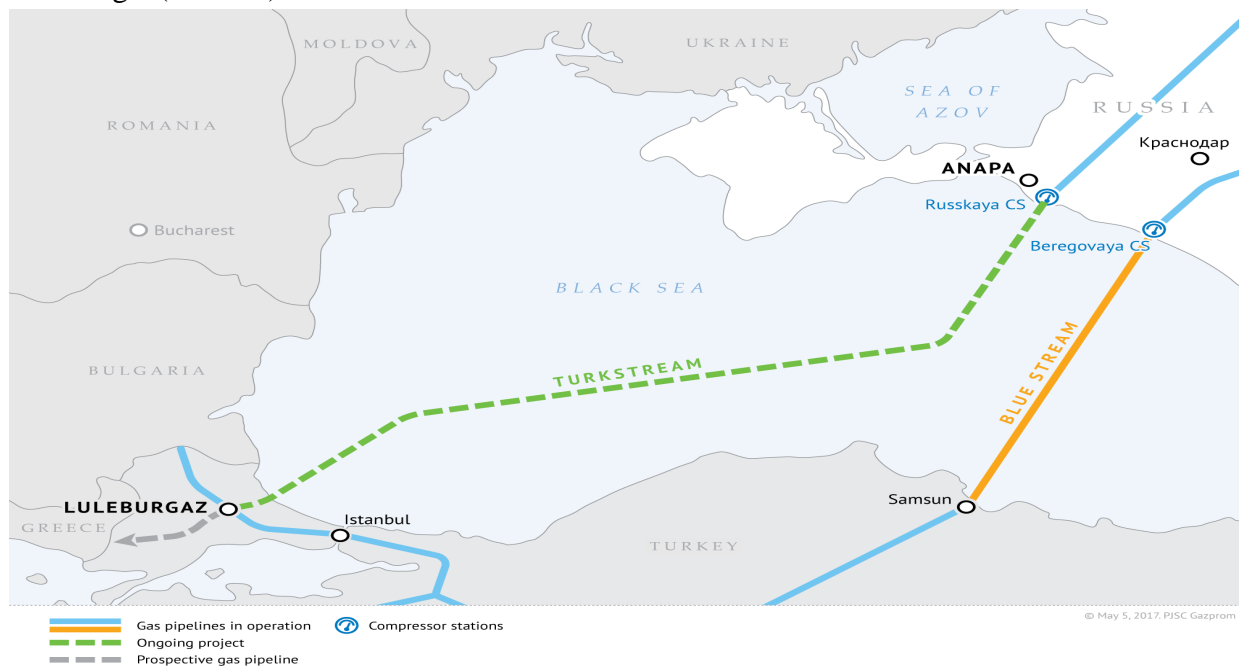 MOLDOVA
UKRAINE
SEA OF
AZOV
RUSSIA
ROMANIA
Краснодар
ANAPA
Russkaya CS
Bucharest
Beregovaya CS
BLACK SEA
TURKSTREAM
BULGARIA
BLUE STREAM
LULEBURGAZ
Samsun
GREECE
Istanbul
TURKEY
© May 5, 2017. PJSC Gazprom
Gas pipelines in operation
Compressor stations
Ongoing project
Prospective gas pipeline